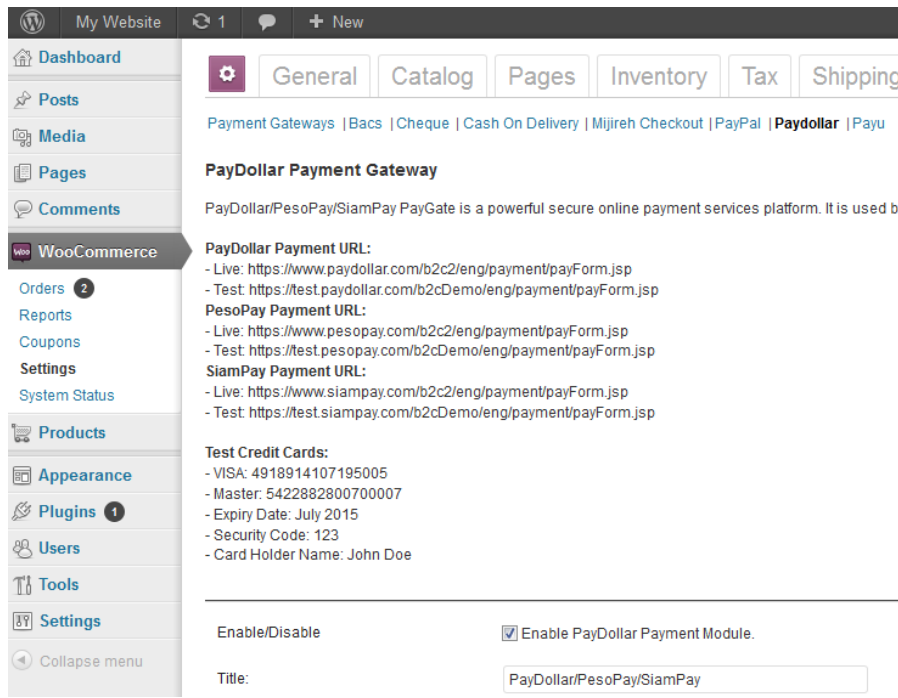 My Website 1 + New
Dashboard
Posts
Media
Pages
Comments
Woo WooCommerce
Orders 2
Reports
Coupons
Settings
System Status
Products
Appearance
Plugins 1
Users
Tools
Settings
Collapse menu
General Catalog Pages Inventory Tax Shipping
Payment Gateways | Bacs | Cheque | Cash On Delivery | Mijireh Checkout | PayPal | Paydollar | Payu
PayDollar Payment Gateway
PayDollar/PesoPay/SiamPay PayGate is a powerful secure online payment services platform. It is used b
PayDollar Payment URL:
- Live: https://www.paydollar.com/b2c2/eng/payment/payForm.jsp
- Test: https://test.paydollar.com/b2cDemo/eng/payment/payForm.jsp
PesoPay Payment URL:
- Live: https://www.pesopay.com/b2c2/eng/payment/payForm.jsp
- Test: https://test.pesopay.com/b2cDemo/eng/payment/payForm.jsp
SiamPay Payment URL:
- Live: https://www.siampay.com/b2c2/eng/payment/payForm.jsp
- Test: https://test.siampay.com/b2cDemo/eng/payment/payForm.jsp
Test Credit Cards:
- VISA: 4918914107195005
- Master: 5422882800700007
- Expiry Date: July 2015
- Security Code: 123
- Card Holder Name: John Doe
Enable/Disable Enable PayDollar Payment Module.
Title: PayDollar/PesoPay/SiamPay